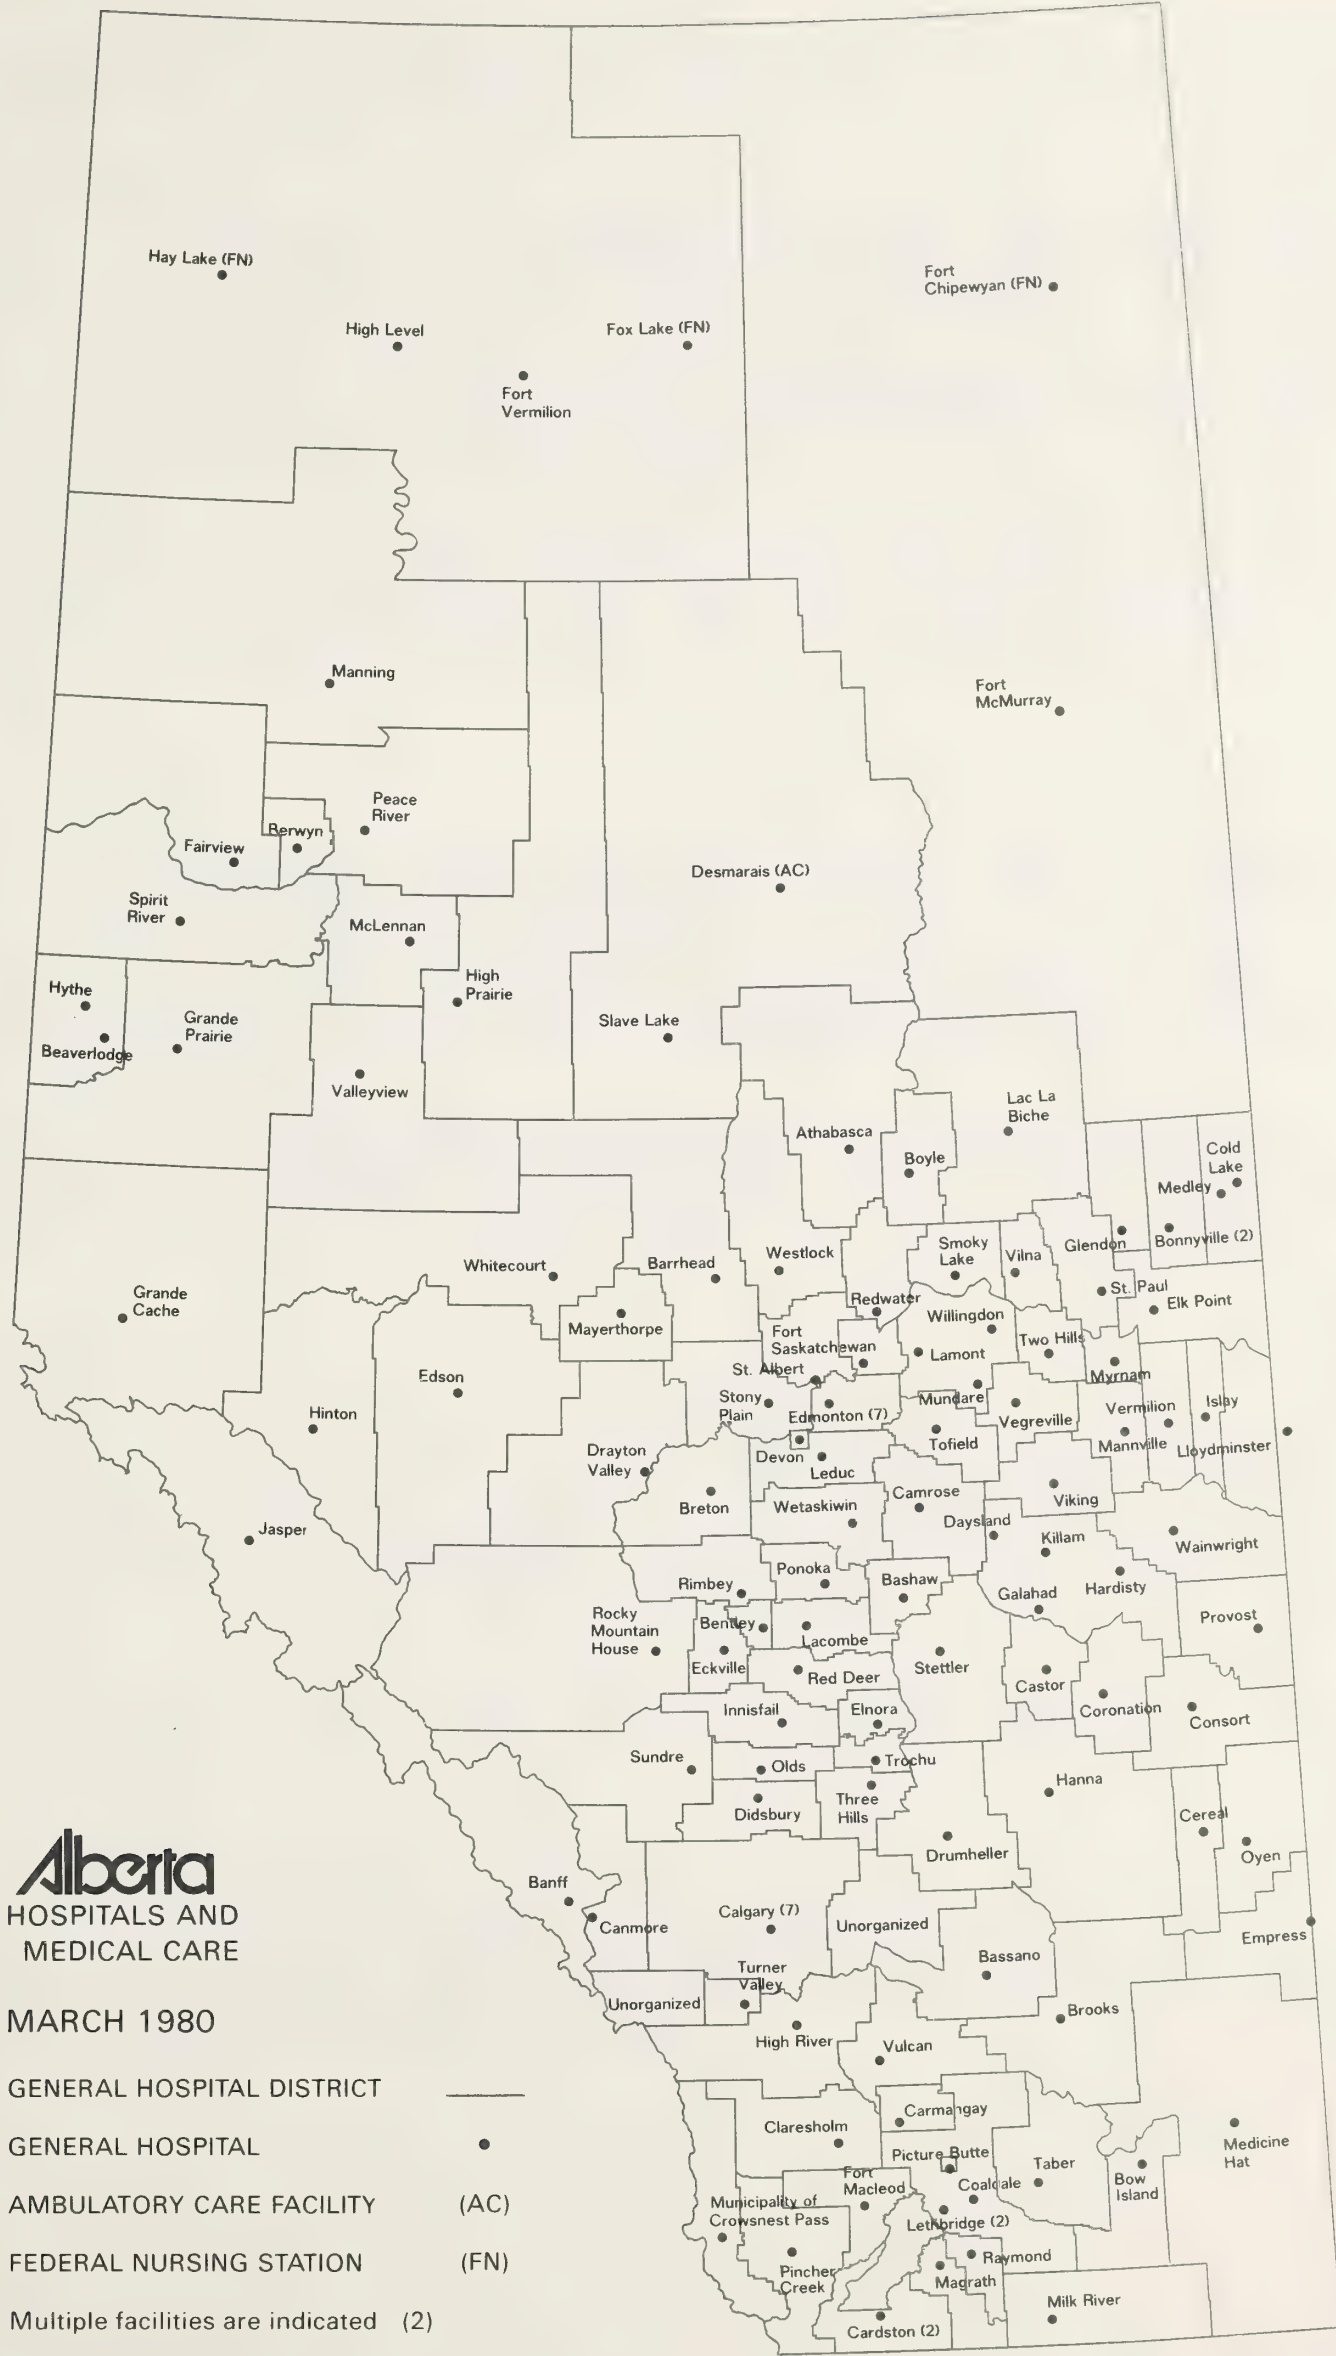 Hay Lake (FN)
Fort
Chipewyan (FN)
High Level
Fox Lake (FN)
Fort
Vermilion
Manning
Fort
McMurray
Peace
River
Berwyn
Fairview
Desmarais (AC)
Spirit
River
McLennan
High
Prairie
Hythe
Grande
Prairie
Slave Lake
Beaverlodge
Valleyview
Lac La
Biche
Athabasca
Boyle
Cold
Lake
Medley
Glendon
Bonnyville (2)
Smoky
Lake
Vilna
Westlock
Barrhead
Whitecourt
St. Paul
Elk Point
Grande
Cache
Redwater
Willingdon
Mayerthorpe
Fort
Saskatchewan
Two Hills
Lamont
St. Albert
Myrnam
Edson
Stony
Plain
Mundare
Edmonton (7)
Vegreville
Vermilion
Islay
Hinton
Tofield
Mannville
Lloydminster
Drayton
Valley
Devon
Leduc
Breton
Wetaskiwin
Camrose
Viking
Daysland
Jasper
Killam
Wainwright
Ponoka
Rimbey
Bashaw
Galahad
Hardisty
Rocky
Mountain
House
Bentley
Lacombe
Provost
Eckville
Red Deer
Stettler
Castor
Innisfail
Elnora
Coronation
Consort
Sundre
Olds
Trochu
Hanna
Didsbury
Three
Hills
Cereal
Drumheller
Oyen
Banff
Canmore
Calgary (7)
Unorganized
Empress
Bassano
Turner
Valley
Unorganized
Brooks
High River
Vulcan
Carmangay
Claresholm
Picture Butte
Medicine
Hat
Fort
Macleod
Taber
Bow
Island
Coaldale
Municipality of
Crowsnest Pass
Lethbridge (2)
Raymond
Pincher
Creek
Magrath
Milk River
Cardston (2)
Alberta
HOSPITALS AND
MEDICAL CARE
MARCH 1980
GENERAL HOSPITAL DISTRICT
GENERAL HOSPITAL
AMBULATORY CARE FACILITY (AC)
FEDERAL NURSING STATION (FN)
Multiple facilities are indicated (2)